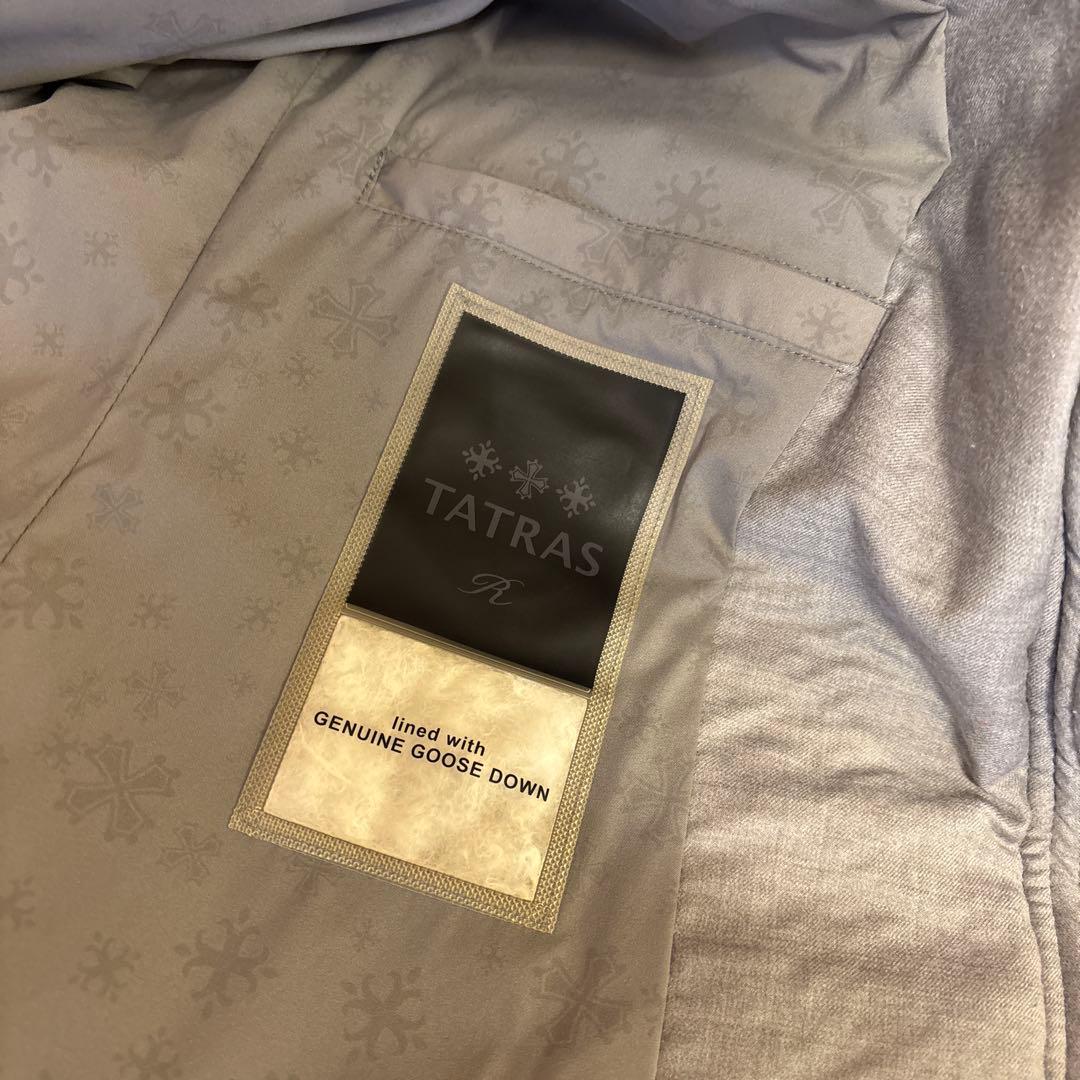 TATRAS
R
lined with
GENUINE GOOSE DOWN